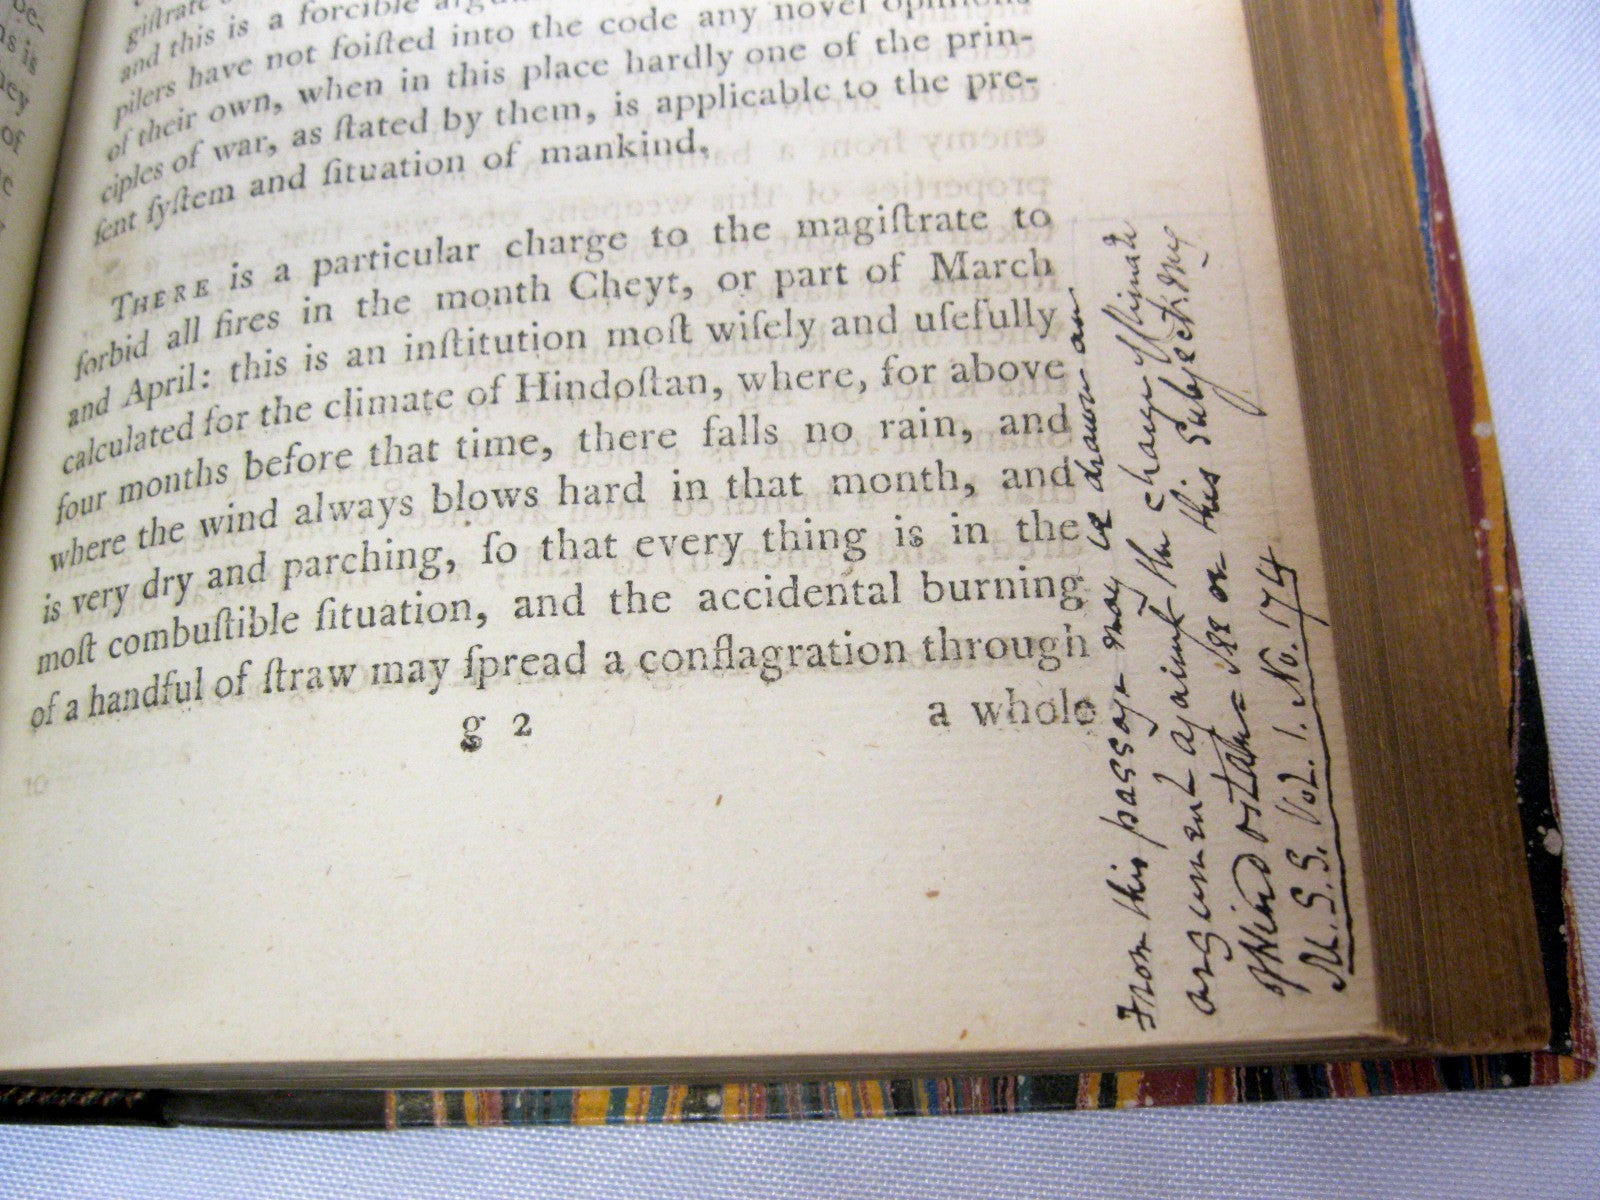 giſtrate
and this is a forcible
pilers have not foiſted into the code any novel opinions
of their own, when in this place hardly one of the prin-
ciples of war, as ſtated by them, is applicable to the pre-
ſent ſyſtem and ſituation of mankind.
THERE is a particular charge to the magiſtrate to
forbid all fires in the month Cheyt, or part of March
and April: this is an inſtitution moſt wiſely and uſefully
calculated for the climate of Hindoſtan, where, for above
four months before that time, there falls no rain, and
where the wind always blows hard in that month, and
is very dry and parching, ſo that every thing is in the
moſt combuſtible ſituation, and the accidental burning
of a handful of ſtraw may ſpread a conflagration through
g 2
a whole
From this passage may be drawn an
argument against the change of climate
of Hindostan = See on this Subject. my
M.S.S. Vol. 1. No. 174
is
hey
of